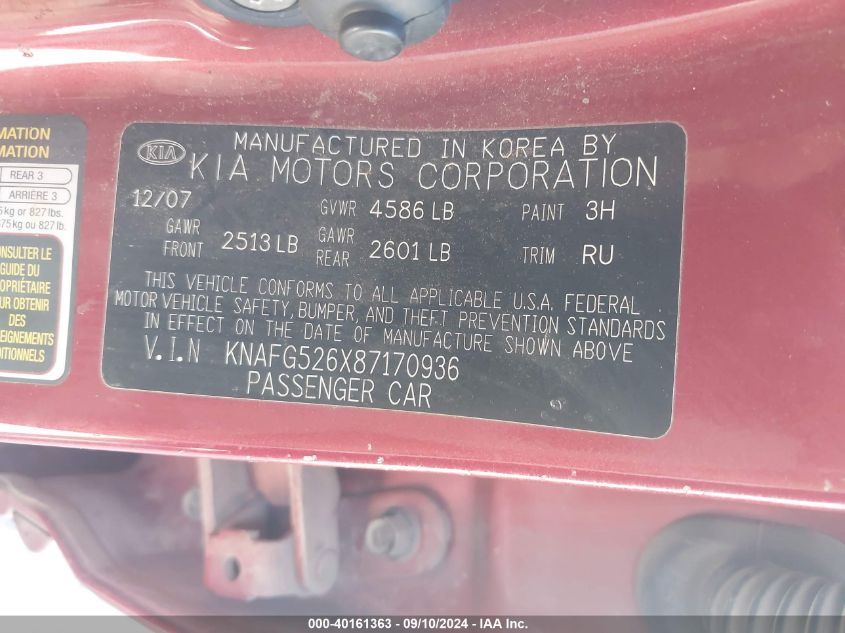 MATION
MATION
REAR 3
ARRIÈRE 3
kg or 827 lbs.
75 kg ou 827 lb.
ONSULTER LE
GUIDE DU
OPRIÉTAIRE
UR OBTENIR
DES
EIGNEMENTS
ITIONNELS
KIA
MANUFACTURED IN KOREA BY
KIA MOTORS CORPORATION
12/07 GVWR 4586 LB PAINT 3H
GAWR FRONT 2513 LB GAWR REAR 2601 LB TRIM RU
THIS VEHICLE CONFORMS TO ALL APPLICABLE U.S.A. FEDERAL
MOTOR VEHICLE SAFETY, BUMPER, AND THEFT PREVENTION STANDARDS
IN EFFECT ON THE DATE OF MANUFACTURE SHOWN ABOVE
V.I.N KNAFG526X87170936
PASSENGER CAR
000-40161363 - 09/10/2024 - IAA Inc.